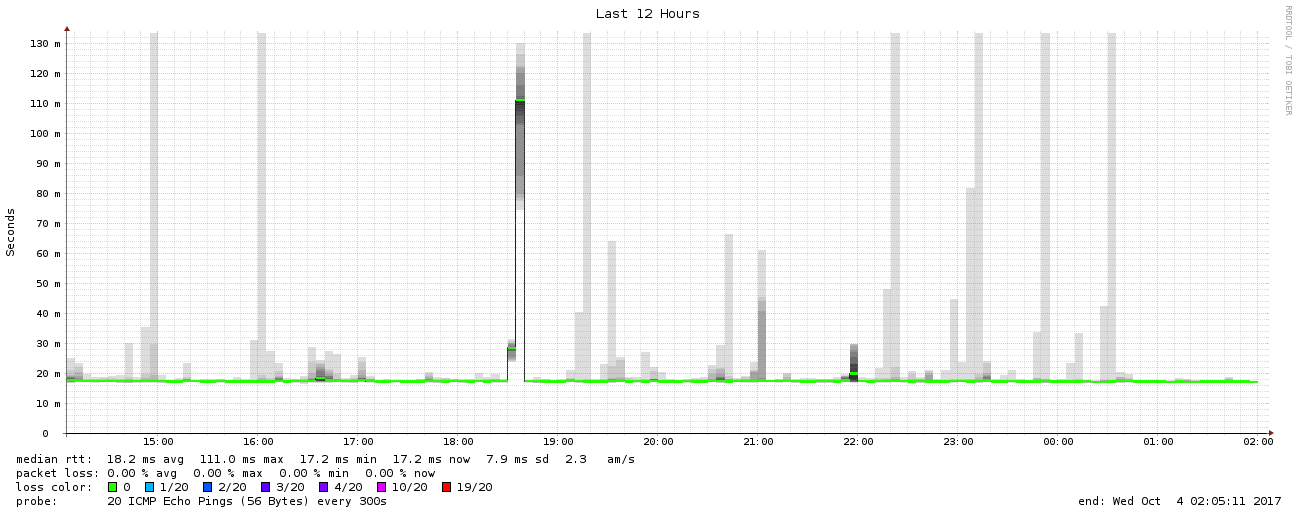 Last 12 Hours
RRDTOOL / TOBI OETIKER
Seconds
130 m
120 m
110 m
100 m
90 m
80 m
70 m
60 m
50 m
40 m
30 m
20 m
10 m
0
15:00 16:00 17:00 18:00 19:00 20:00 21:00 22:00 23:00 00:00 01:00 02:00
median rtt: 18.2 ms avg 111.0 ms max 17.2 ms min 17.2 ms now 7.9 ms sd 2.3 am/s
packet loss: 0.00 % avg 0.00 % max 0.00 % min 0.00 % now
loss color: 0 1/20 2/20 3/20 4/20 10/20 19/20
probe: 20 ICMP Echo Pings (56 Bytes) every 300s end: Wed Oct 4 02:05:11 2017